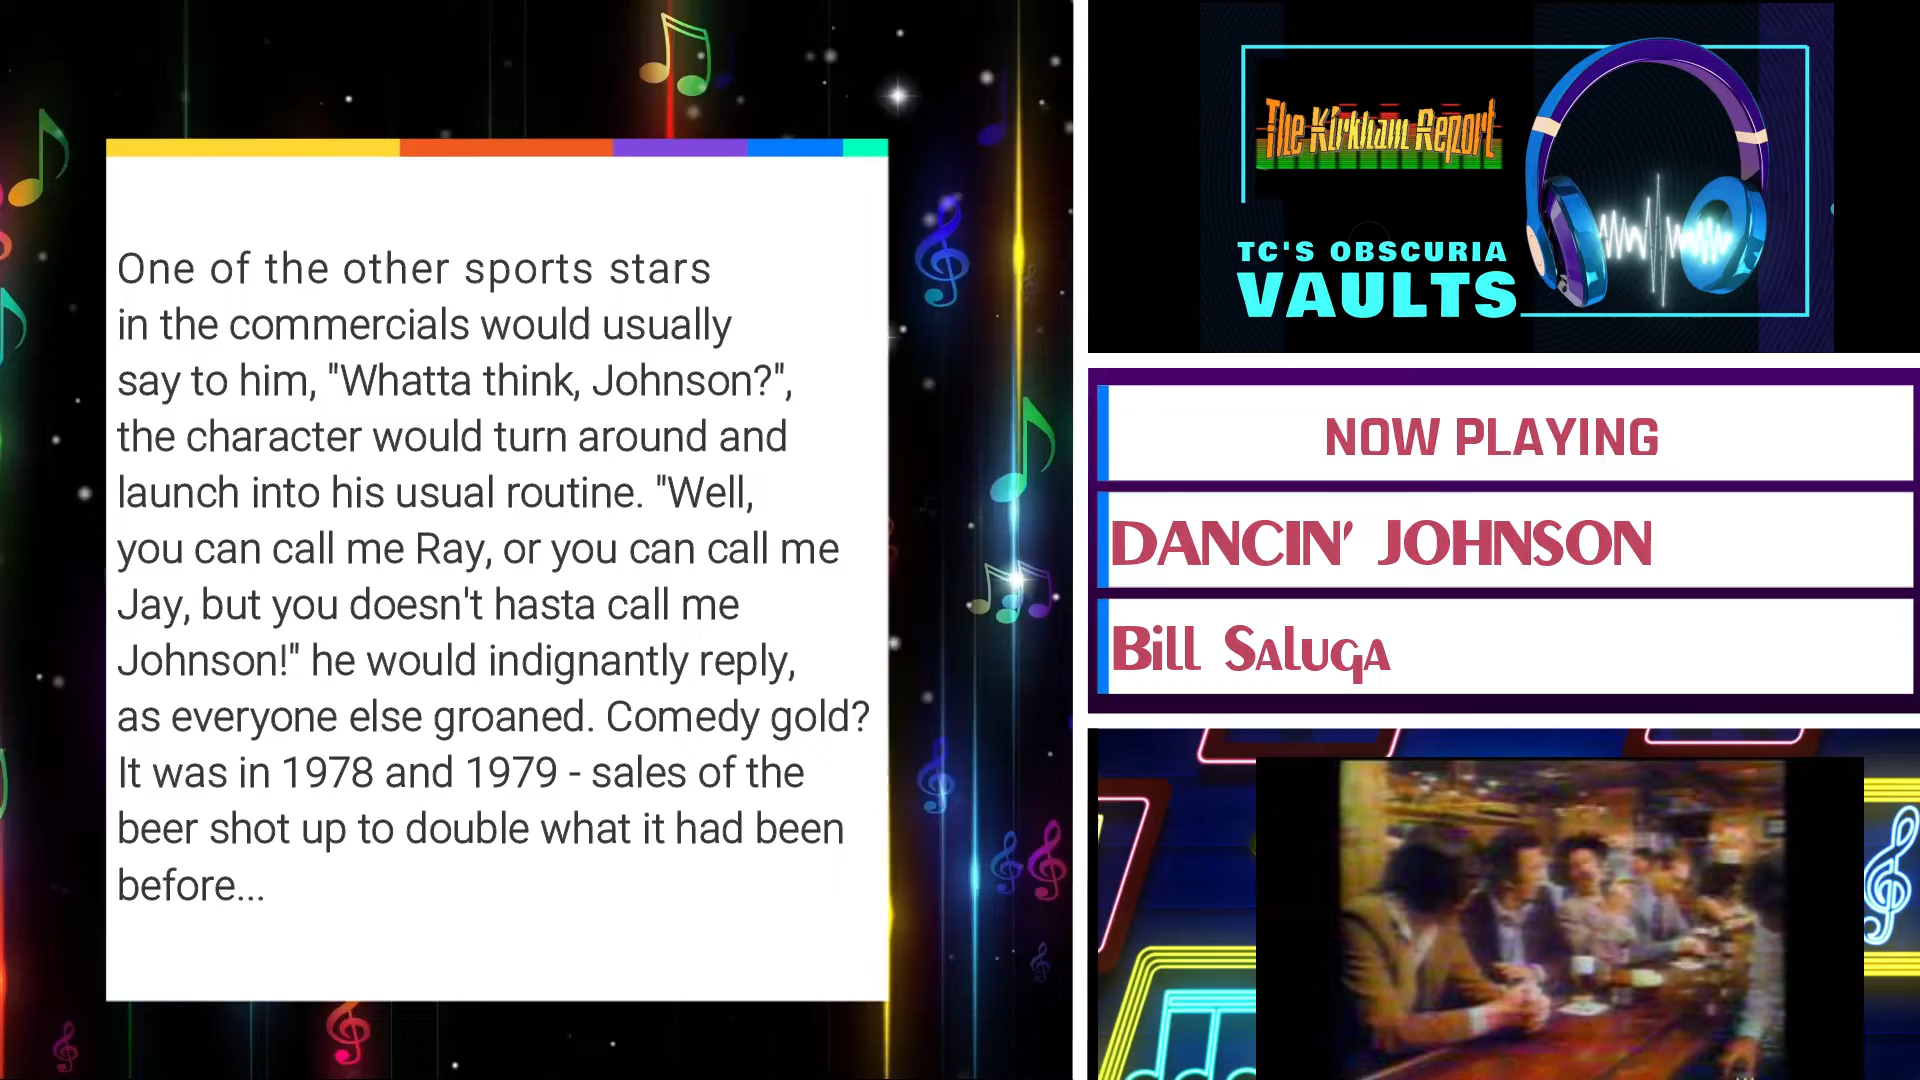 One of the other sports stars
in the commercials would usually
say to him, "Whatta think, Johnson?",
the character would turn around and
launch into his usual routine. "Well,
you can call me Ray, or you can call me
Jay, but you doesn't hasta call me
Johnson!" he would indignantly reply,
as everyone else groaned. Comedy gold?
It was in 1978 and 1979 - sales of the
beer shot up to double what it had been
before...
The Kirkham Report
TC'S OBSCURIA
VAULTS
NOW PLAYING
DANCIN' JOHNSON
Bill Saluga